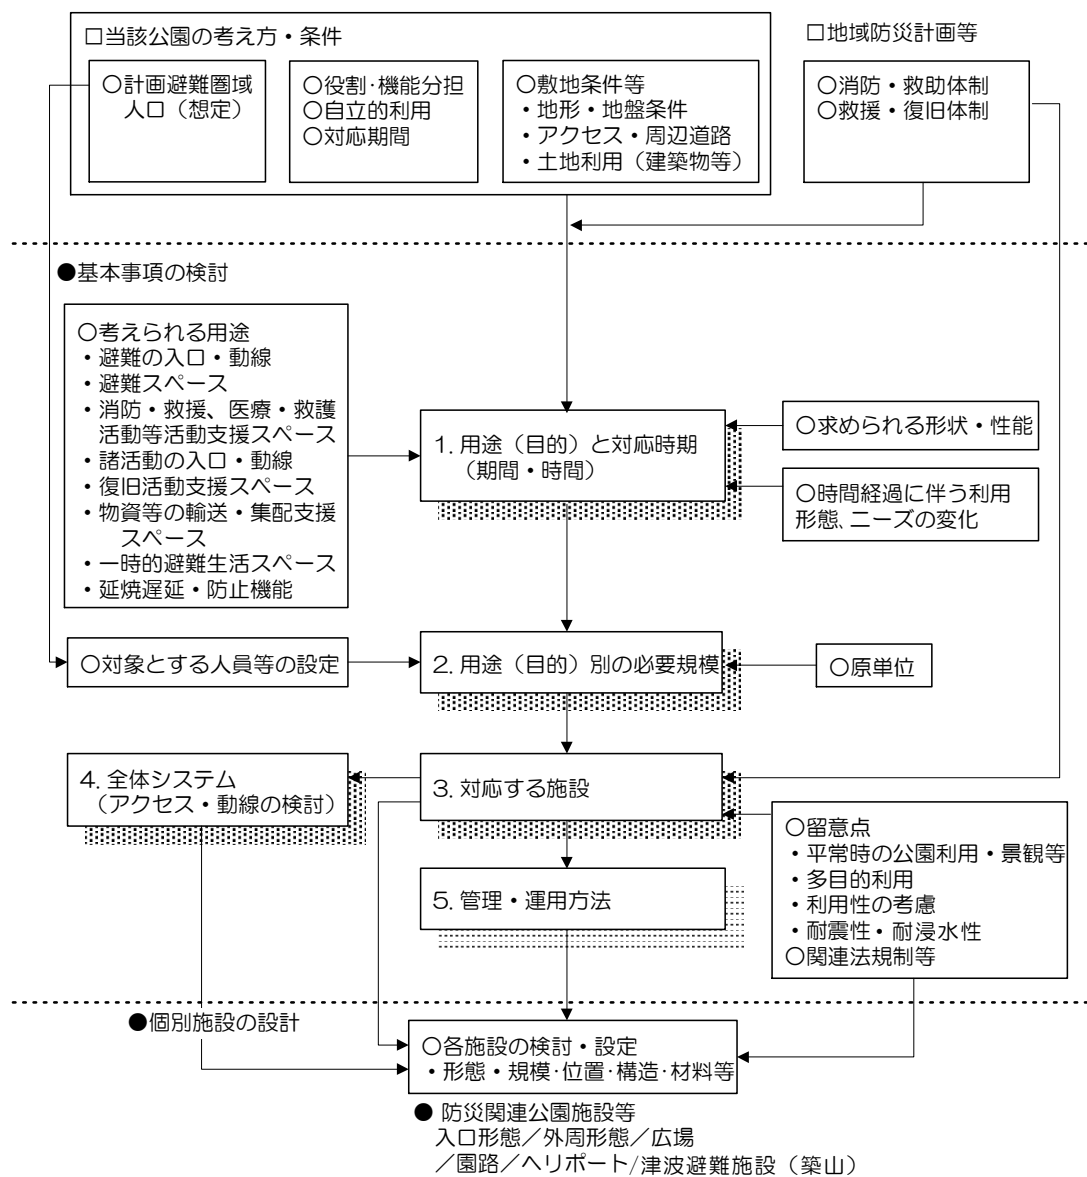 □当該公園の考え方・条件
○計画避難圏域
人口（想定）
○役割・機能分担
○自立的利用
○対応期間
○敷地条件等
・地形・地盤条件
・アクセス・周辺道路
・土地利用（建築物等）
□地域防災計画等
○消防・救助体制
○救援・復旧体制
●基本事項の検討
○考えられる用途
・避難の入口・動線
・避難スペース
・消防・救援、医療・救護
活動等活動支援スペース
・諸活動の入口・動線
・復旧活動支援スペース
・物資等の輸送・集配支援
スペース
・一時的避難生活スペース
・延焼遅延・防止機能
1. 用途（目的）と対応時期
（期間・時間）
○求められる形状・性能
○時間経過に伴う利用
形態、ニーズの変化
○対象とする人員等の設定
2. 用途（目的）別の必要規模
○原単位
4. 全体システム
（アクセス・動線の検討）
3. 対応する施設
○留意点
・平常時の公園利用・景観等
・多目的利用
・利用性の考慮
・耐震性・耐浸水性
○関連法規制等
5. 管理・運用方法
●個別施設の設計
○各施設の検討・設定
・形態・規模・位置・構造・材料等
● 防災関連公園施設等
入口形態／外周形態／広場
／園路／ヘリポート/津波避難施設（築山）